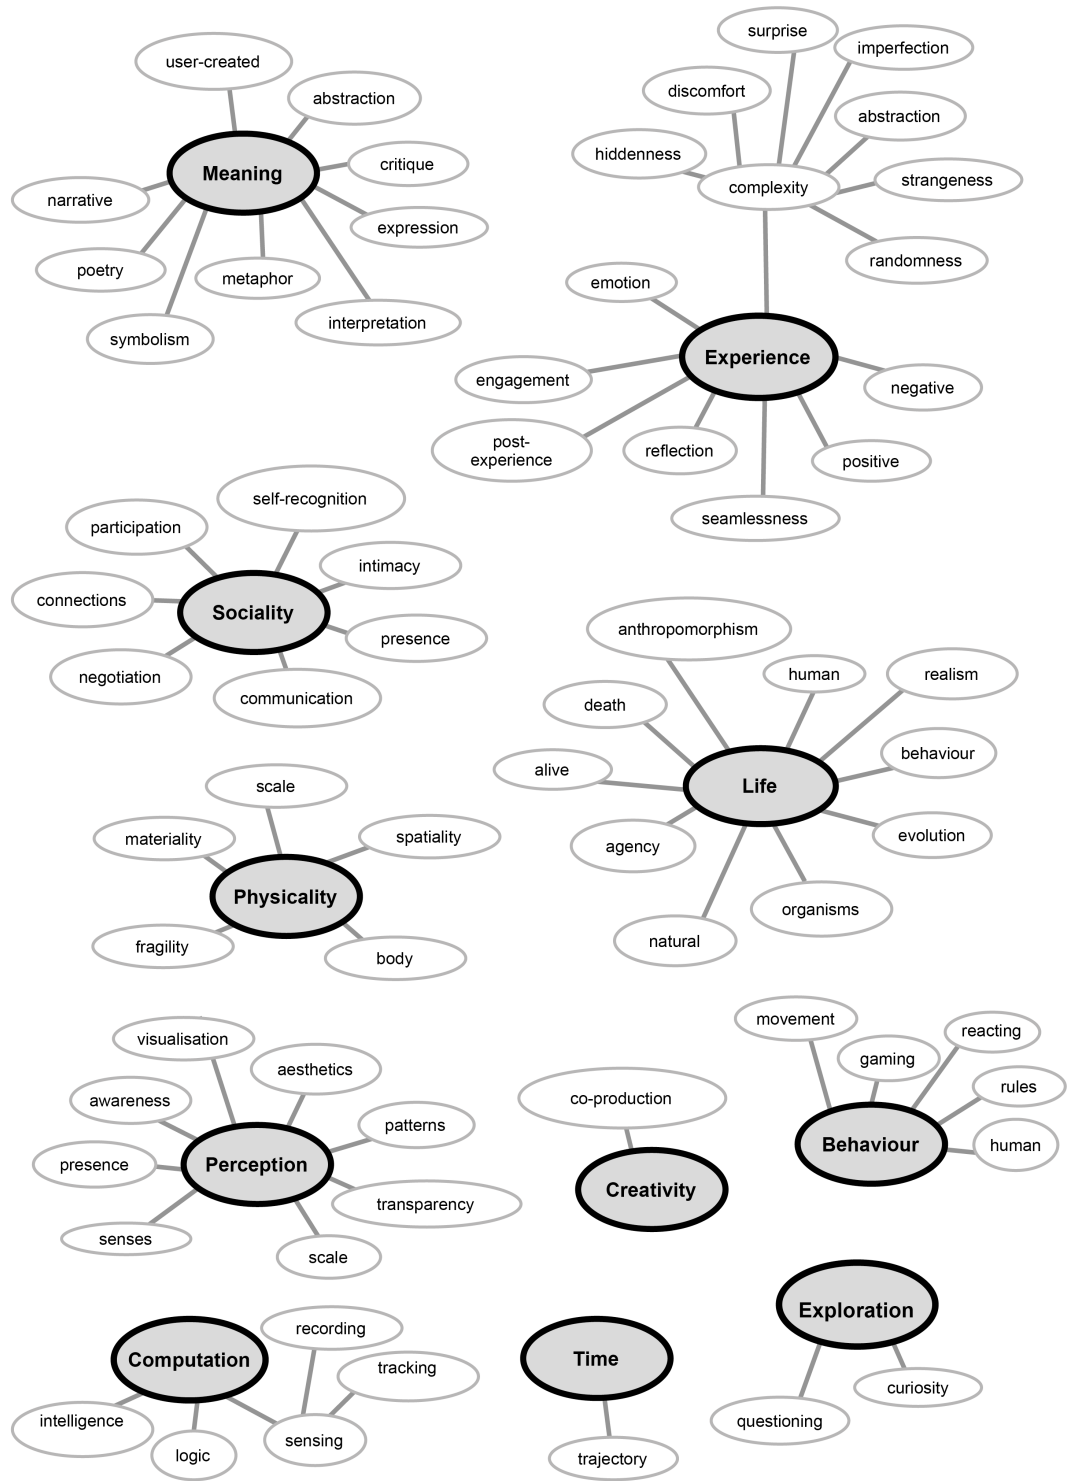 user-created
abstraction
Meaning
critique
narrative
expression
poetry
metaphor
symbolism
interpretation
surprise
imperfection
discomfort
abstraction
hiddenness
complexity
strangeness
randomness
emotion
Experience
engagement
negative
post-
experience
reflection
positive
seamlessness
self-recognition
participation
intimacy
connections
Sociality
presence
negotiation
communication
anthropomorphism
human
realism
death
behaviour
alive
Life
agency
evolution
organisms
natural
scale
materiality
spatiality
Physicality
fragility
body
visualisation
aesthetics
awareness
patterns
presence
Perception
transparency
senses
scale
co-production
Creativity
movement
reacting
gaming
rules
Behaviour
human
recording
Computation
tracking
intelligence
sensing
logic
Time
trajectory
Exploration
curiosity
questioning